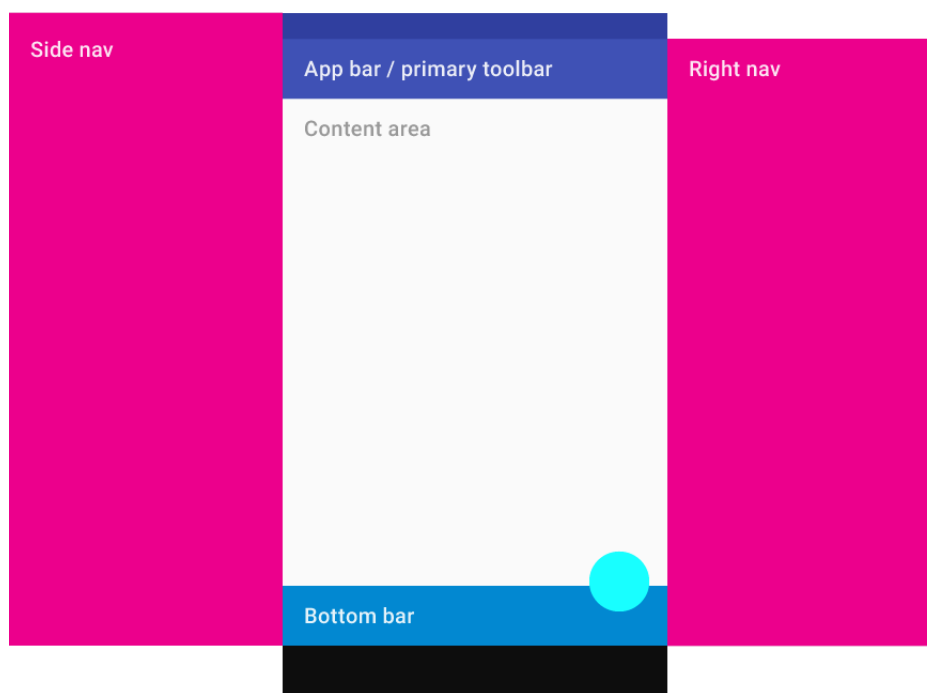 Side nav
App bar / primary toolbar
Right nav
Content area
Bottom bar